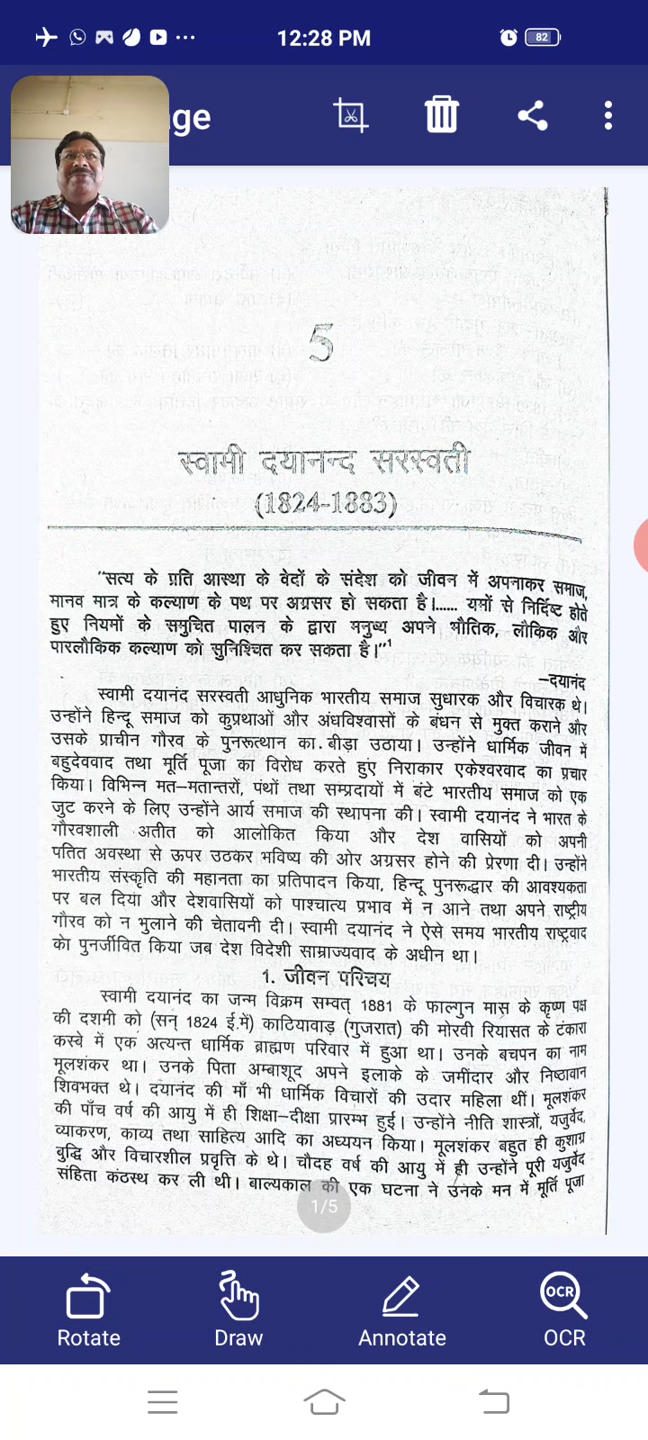 12:28 PM
82
ge
5
स्वामी दयानन्द सरस्वती
(1824-1883)
"सत्य के प्रति आस्था के वेदों के संदेश को जीवन में अपनाकर समाज,
मानव मात्र के कल्याण के पथ पर अग्रसर हो सकता है।...... यमों से निर्दिष्ट होते
हुए नियमों के समुचित पालन के द्वारा मनुष्य अपने भौतिक, लौकिक और
पारलौकिक कल्याण को सुनिश्चित कर सकता है।"1
–दयानंद
स्वामी दयानंद सरस्वती आधुनिक भारतीय समाज सुधारक और विचारक थे।
उन्होंने हिन्दू समाज को कुप्रथाओं और अंधविश्वासों के बंधन से मुक्त कराने और
उसके प्राचीन गौरव के पुनरूत्थान का. बीड़ा उठाया। उन्होंने धार्मिक जीवन में
बहुदेववाद तथा मूर्ति पूजा का विरोध करते हुए निराकार एकेश्वरवाद का प्रचार
किया। विभिन्न मत–मतान्तरों, पंथों तथा सम्प्रदायों में बंटे भारतीय समाज को एक
जुट करने के लिए उन्होंने आर्य समाज की स्थापना की। स्वामी दयानंद ने भारत के
गौरवशाली अतीत को आलोकित किया और देश वासियों को अपनी
पतित अवस्था से ऊपर उठकर भविष्य की ओर अग्रसर होने की प्रेरणा दी। उन्होंने
भारतीय संस्कृति की महानता का प्रतिपादन किया, हिन्दू पुनरूद्धार की आवश्यकता
पर बल दिया और देशवासियों को पाश्चात्य प्रभाव में न आने तथा अपने राष्ट्रीय
गौरव को न भुलाने की चेतावनी दी। स्वामी दयानंद ने ऐसे समय भारतीय राष्ट्रवाद
केा पुनर्जीवित किया जब देश विदेशी साम्राज्यवाद के अधीन था।
1. जीवन परिचय
स्वामी दयानंद का जन्म विक्रम सम्वत् 1881 के फाल्गुन मास के कृष्ण पक्ष
की दशमी को (सन् 1824 ई.में) काठियावाड़ (गुजरात) की मोरवी रियासत के टंकारा
कस्वे में एक अत्यन्त धार्मिक ब्राह्मण परिवार में हुआ था। उनके बचपन का नाम
मूलशंकर था। उनके पिता अम्बाशूद अपने इलाके के जमींदार और निष्ठावान
शिवभक्त थे। दयानंद की माँ भी धार्मिक विचारों की उदार महिला थीं। मूलशंकर
की पाँच वर्ष की आयु में ही शिक्षा–दीक्षा प्रारम्भ हुई। उन्होंने नीति शास्त्रों, यजुर्वेद,
व्याकरण, काव्य तथा साहित्य आदि का अध्ययन किया। मूलशंकर बहुत ही कुशाग्र
बुद्धि और विचारशील प्रवृत्ति के थे। चौदह वर्ष की आयु में ही उन्होंने पूरी यजुर्वेद
संहिता कंठस्थ कर ली थी। बाल्यकाल की एक घटना ने उनके मन में मूर्ति पूजा
1/5
Rotate
Draw
Annotate
OCR
OCR